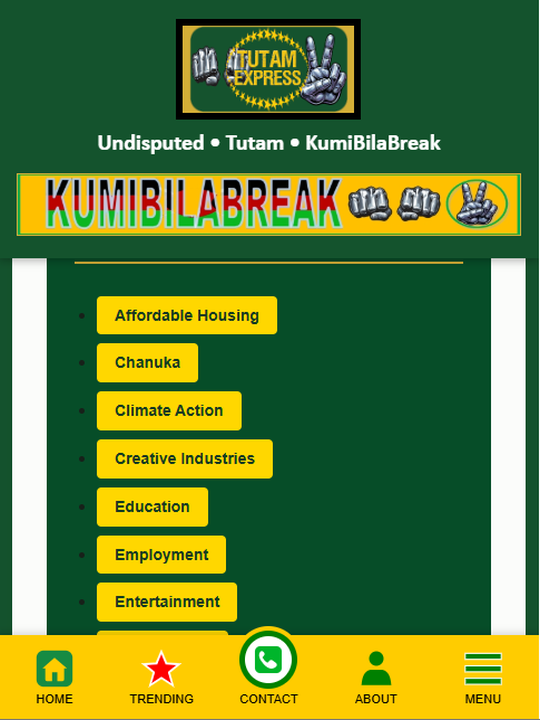 TUTAM
EXPRESS
Undisputed • Tutam • KumiBilaBreak
KUMIBILABREAK
Affordable Housing
Chanuka
Climate Action
Creative Industries
Education
Employment
Entertainment
HOME
TRENDING
CONTACT
ABOUT
MENU